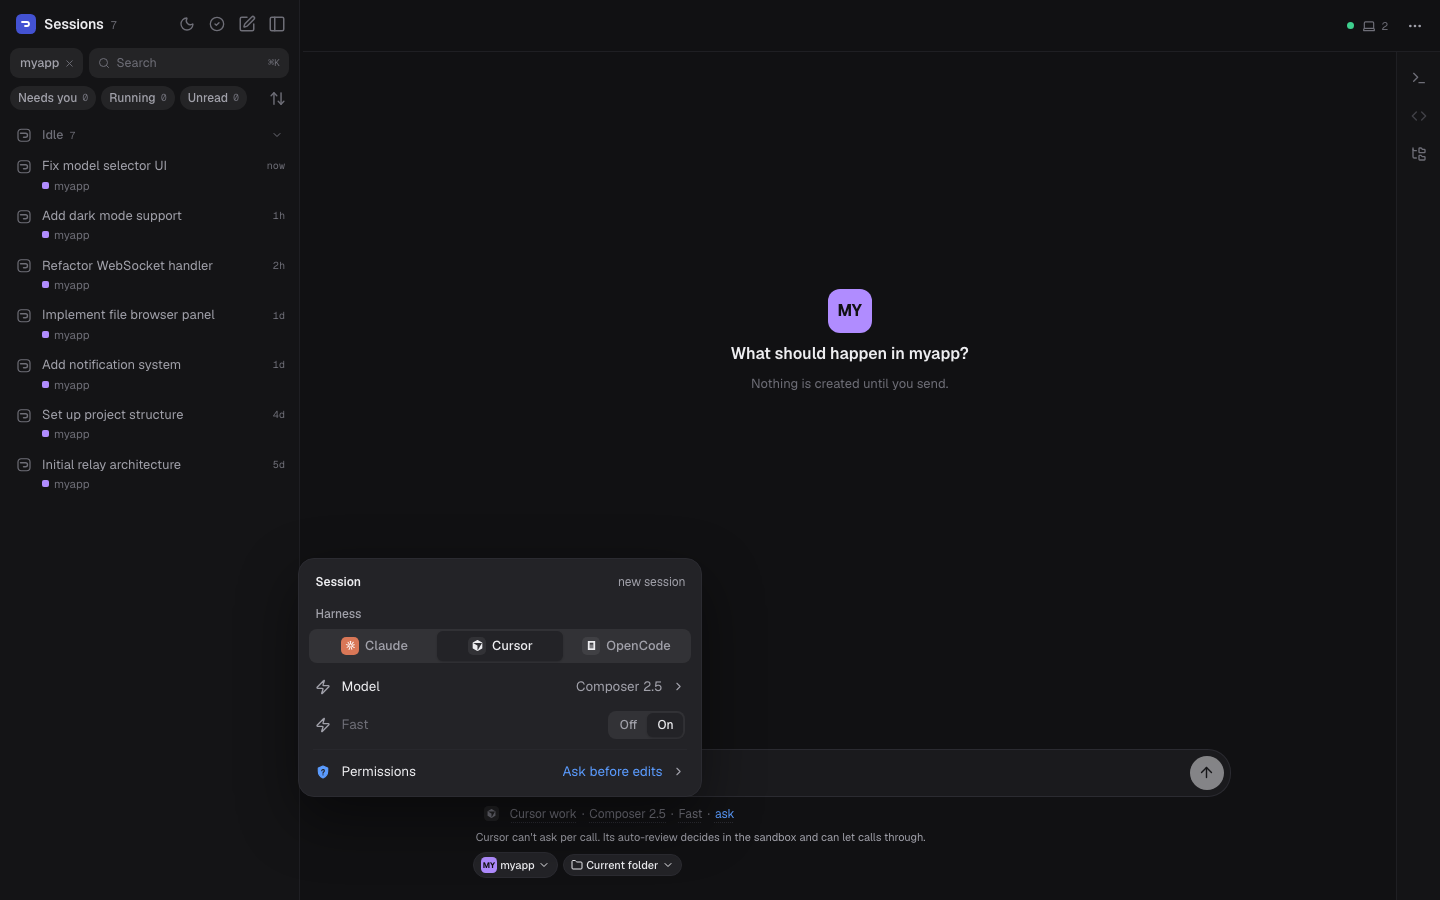 Sessions 7
myapp
Search ⌘K
Needs you 0 Running 0 Unread 0
Idle 7
Fix model selector UI now
myapp
Add dark mode support 1h
myapp
Refactor WebSocket handler 2h
myapp
Implement file browser panel 1d
myapp
Add notification system 1d
myapp
Set up project structure 4d
myapp
Initial relay architecture 5d
myapp
2
MY
What should happen in myapp?
Nothing is created until you send.
Session new session
Harness
Claude Cursor OpenCode
Model Composer 2.5
Fast Off On
Permissions Ask before edits
Cursor work · Composer 2.5 · Fast · ask
Cursor can't ask per call. Its auto-review decides in the sandbox and can let calls through.
MY myapp Current folder